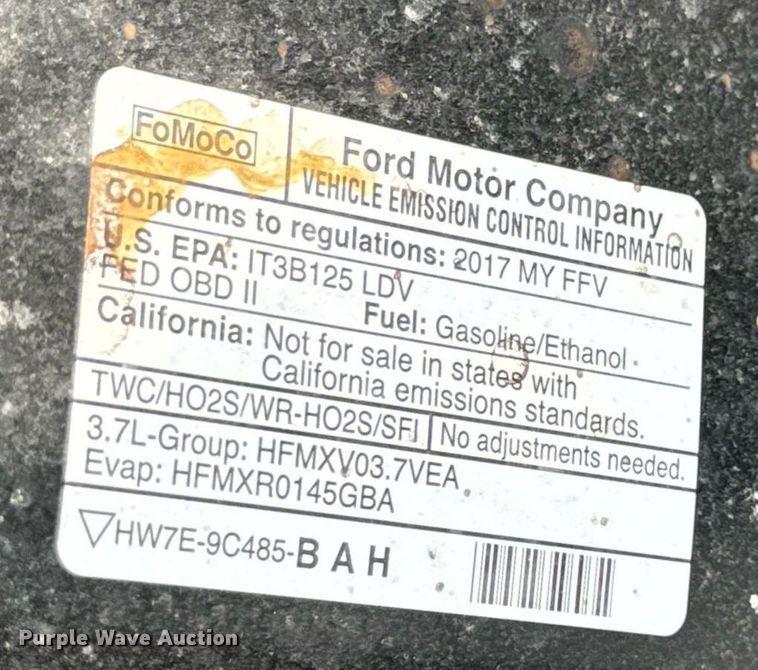 FoMoCo
Ford Motor Company
VEHICLE EMISSION CONTROL INFORMATION
Conforms to regulations: 2017 MY FFV
U.S. EPA: IT3B125 LDV
FED OBD II Fuel: Gasoline/Ethanol
California: Not for sale in states with
California emissions standards.
TWC/HO2S/WR-HO2S/SFI No adjustments needed.
3.7L-Group: HFMXV03.7VEA
Evap: HFMXR0145GBA
HW7E-9C485-BAH
Purple Wave Auction